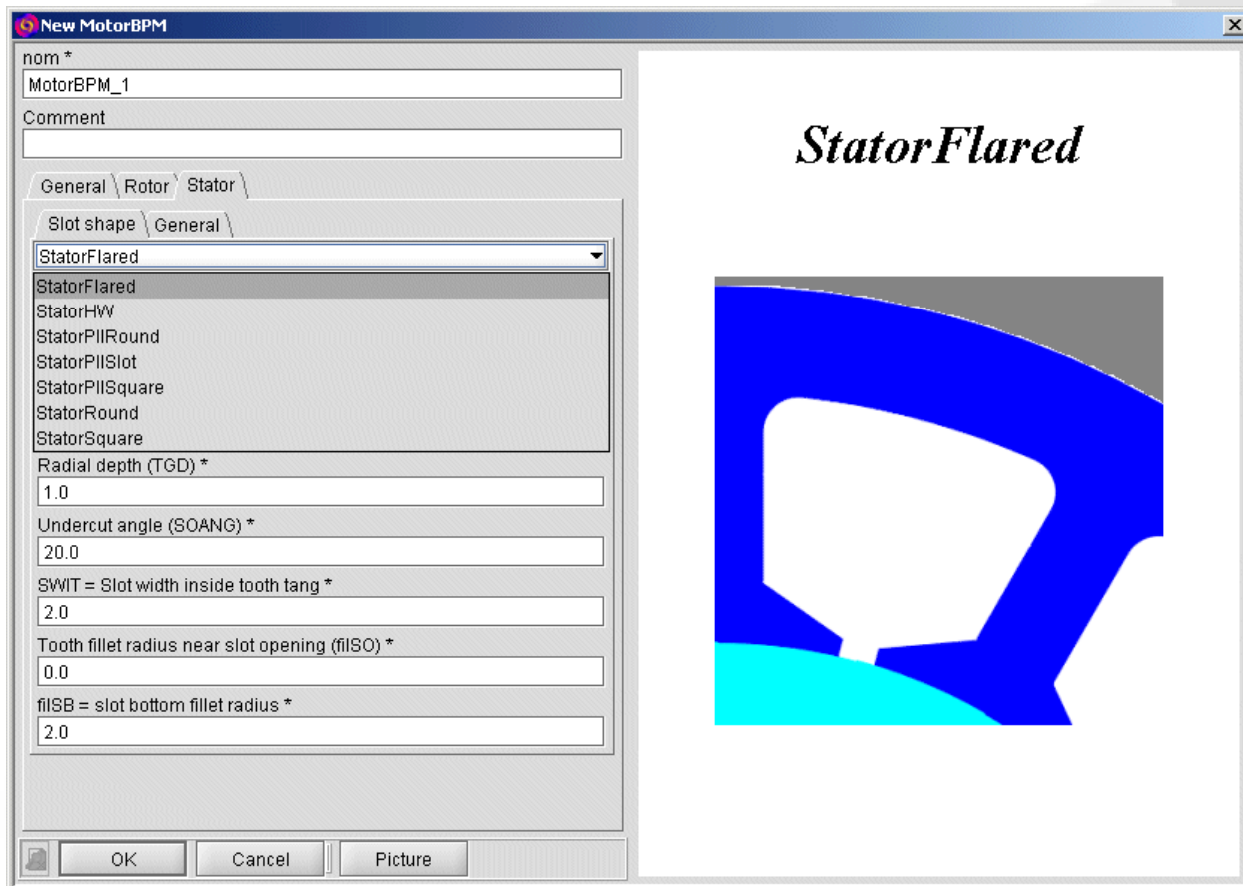 New MotorBPM
nom *
MotorBPM_1
Comment
General Rotor Stator
Slot shape General
StatorFlared
StatorFlared
StatorHW
StatorPllRound
StatorPllSlot
StatorPllSquare
StatorRound
StatorSquare
Radial depth (TGD) *
1.0
Undercut angle (SOANG) *
20.0
SWIT = Slot width inside tooth tang *
2.0
Tooth fillet radius near slot opening (filSO) *
0.0
filSB = slot bottom fillet radius *
2.0
OK Cancel Picture
StatorFlared